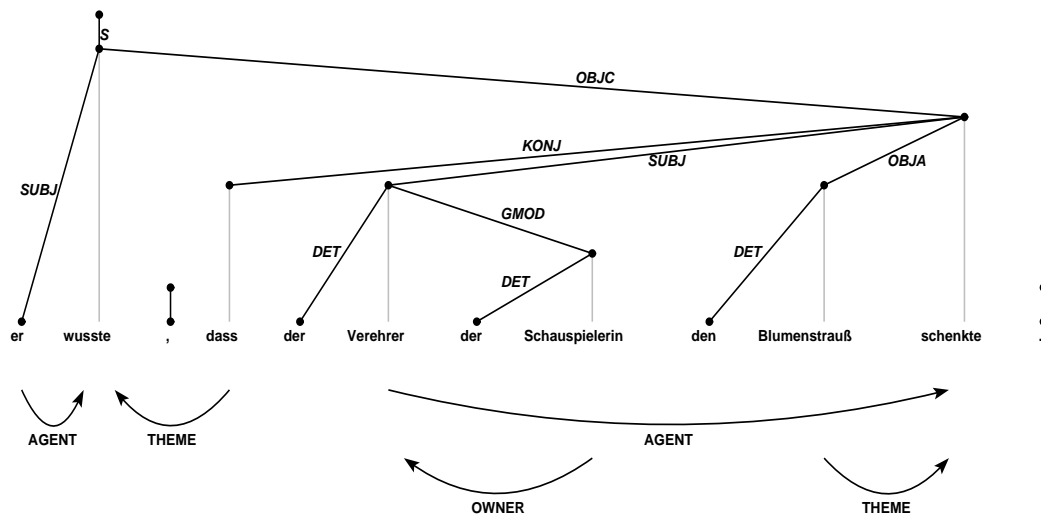 S
OBJC
KONJ
SUBJ
OBJA
SUBJ
GMOD
DET
DET
DET
er wusste , dass der Verehrer der Schauspielerin den Blumenstrauß schenkte .
AGENT THEME AGENT
OWNER THEME